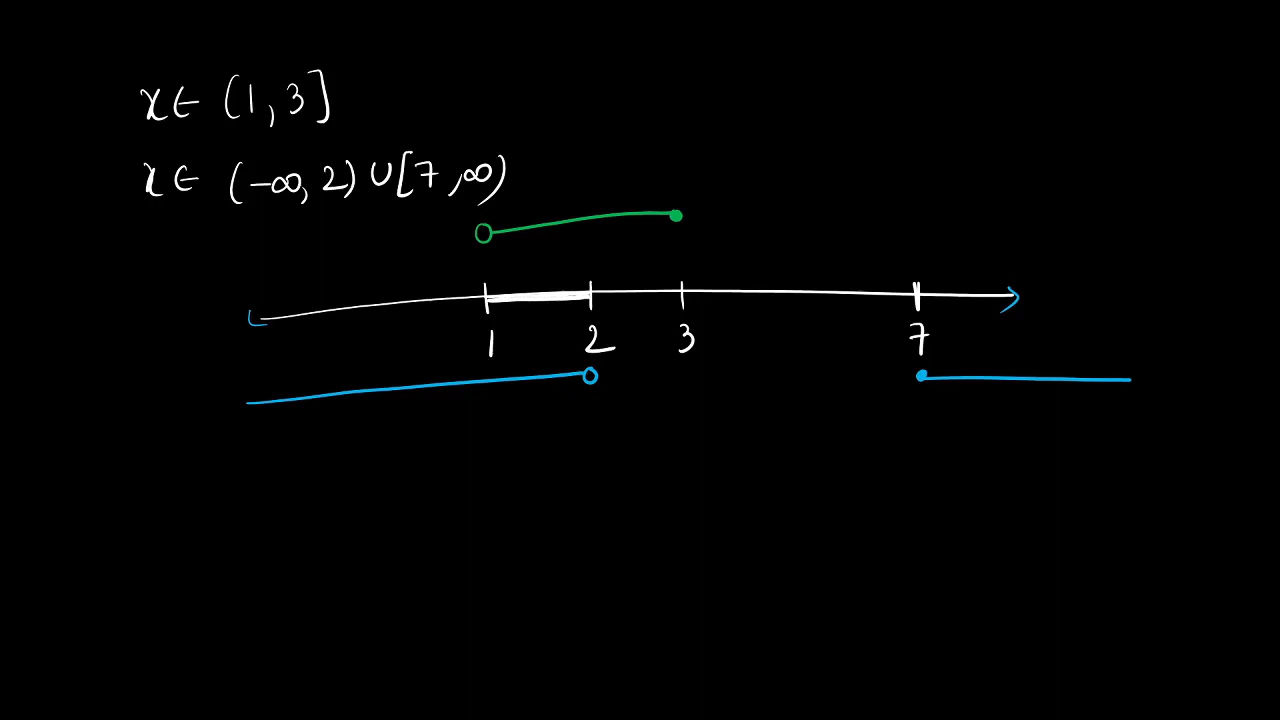 x ∈ (1, 3]
x ∈ (-∞, 2) ∪ [7, ∞)
1 2 3 7